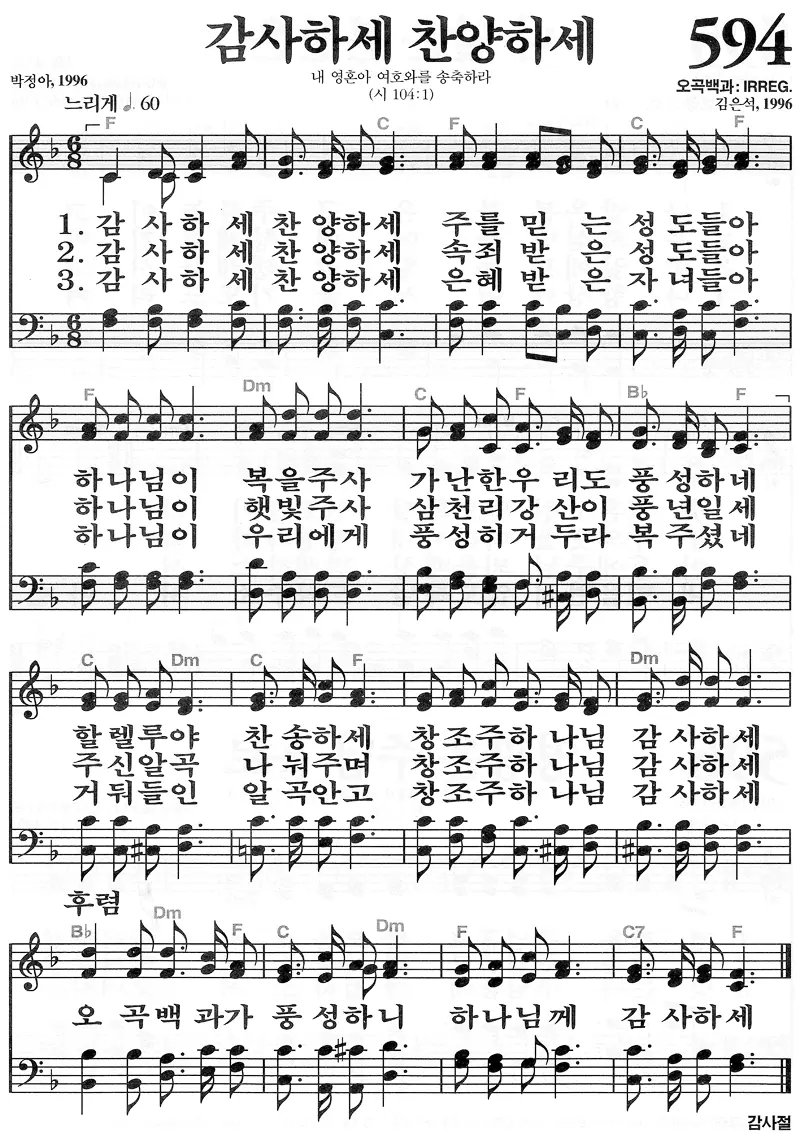 감사하세 찬양하세
594
박정아, 1996
내 영혼아 여호와를 송축하라
(시 104:1)
오곡백과: IRREG.
김은석, 1996
느리게 ♩. 60
F C F C F
1. 감 사 하 세 찬 양하세 주를 믿 는 성 도들아
2. 감 사 하 세 찬 양하세 속죄 받 은 성 도들아
3. 감 사 하 세 찬 양하세 은혜 받 은 자 녀들아
F Dm C F B♭ F
하나님이 복을주사 가난한우 리도 풍 성하네
하나님이 햇빛주사 삼천리강 산이 풍 년일세
하나님이 우리에게 풍성히거 두라 복 주셨네
C Dm C F Dm
할렐루야 찬 송하세 창조주하 나님 감 사하세
주신알곡 나 눠주며 창조주하 나님 감 사하세
거둬들인 알 곡안고 창조주하 나님 감 사하세
후렴
B♭ Dm F C Dm F C7 F
오 곡백 과가 풍 성하니 하나님께 감 사하세
감사절